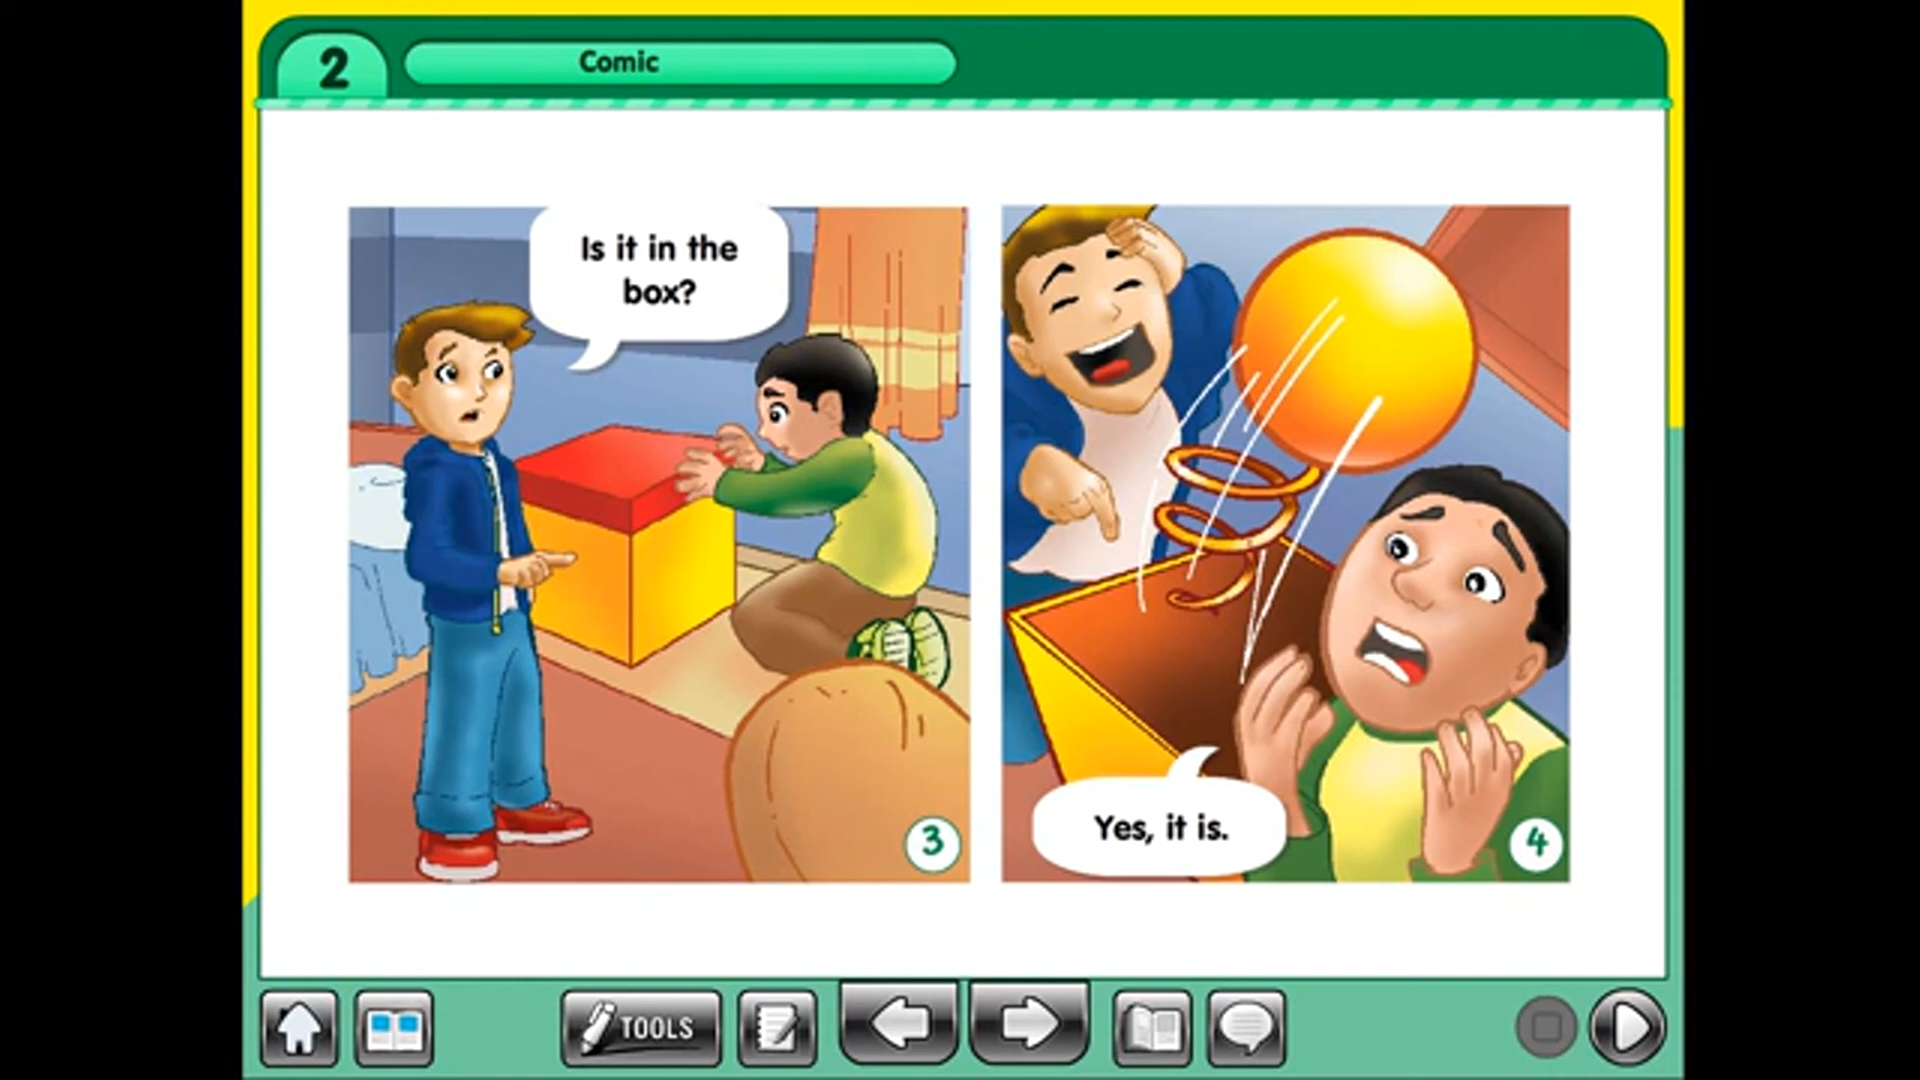 2
Comic
Is it in the
box?
3
Yes, it is.
4
TOOLS